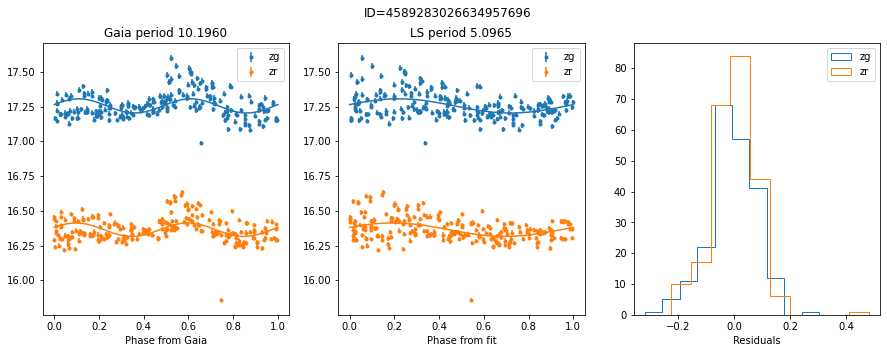 ID=4589283026634957696
Gaia period 10.1960
zg
zr
17.50
17.25
17.00
16.75
16.50
16.25
16.00
0.0 0.2 0.4 0.6 0.8 1.0
Phase from Gaia
LS period 5.0965
zg
zr
17.50
17.25
17.00
16.75
16.50
16.25
16.00
0.0 0.2 0.4 0.6 0.8 1.0
Phase from fit
zg
zr
80
70
60
50
40
30
20
10
0
−0.2 0.0 0.2 0.4
Residuals